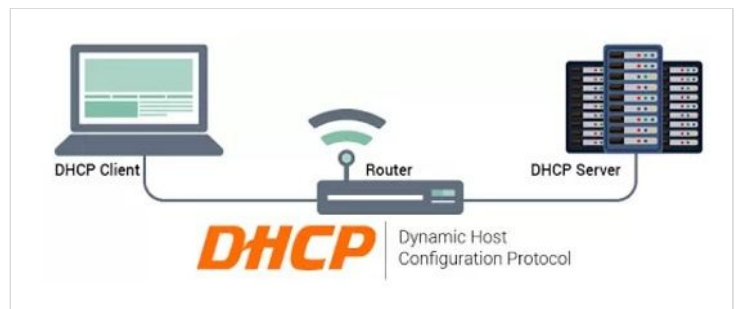 DHCP Client
Router
DHCP Server
DHCP
Dynamic Host
Configuration Protocol